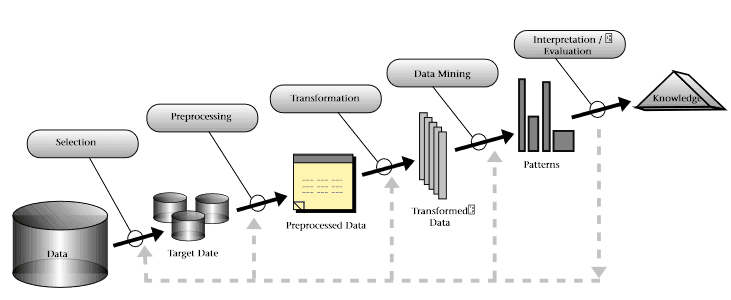 Interpretation /
Evaluation
Data Mining
Transformation
Preprocessing
Selection
Data
Target Date
Preprocessed Data
Transformed
Data
Patterns
Knowledge